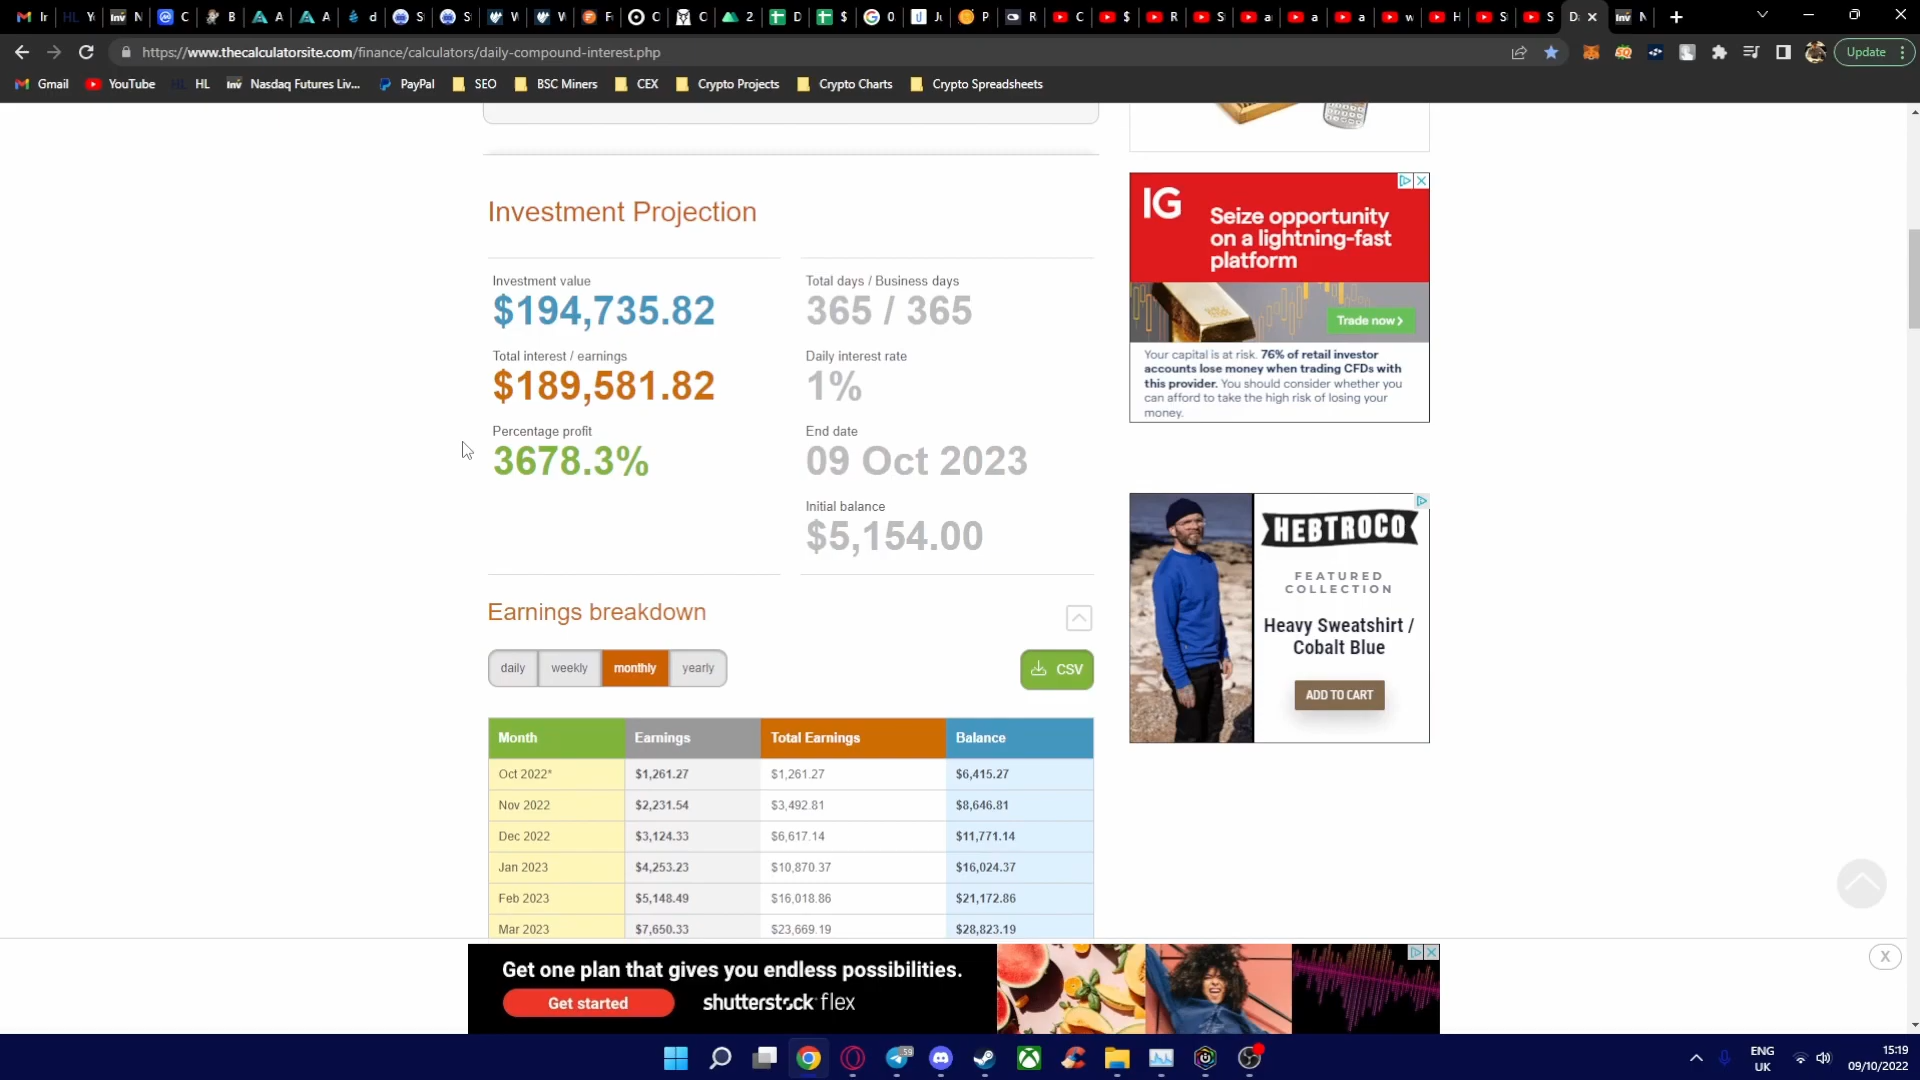 https://www.thecalculatorsite.com/finance/calculators/daily-compound-interest.php
Update
Gmail YouTube HL Nasdaq Futures Liv... PayPal SEO BSC Miners CEX Crypto Projects Crypto Charts Crypto Spreadsheets
Investment Projection
Investment value
$194,735.82
Total interest / earnings
$189,581.82
Percentage profit
3678.3%
Total days / Business days
365 / 365
Daily interest rate
1%
End date
09 Oct 2023
Initial balance
$5,154.00
Earnings breakdown
daily weekly monthly yearly
CSV
Month Earnings Total Earnings Balance
Oct 2022* $1,261.27 $1,261.27 $6,415.27
Nov 2022 $2,231.54 $3,492.81 $8,646.81
Dec 2022 $3,124.33 $6,617.14 $11,771.14
Jan 2023 $4,253.23 $10,870.37 $16,024.37
Feb 2023 $5,148.49 $16,018.86 $21,172.86
Mar 2023 $7,650.33 $23,669.19 $28,823.19
IG
Seize opportunity
on a lightning-fast
platform
Trade now >
Your capital is at risk. 76% of retail investor
accounts lose money when trading CFDs with
this provider. You should consider whether you
can afford to take the high risk of losing your
money.
HEBTROCO
FEATURED
COLLECTION
Heavy Sweatshirt /
Cobalt Blue
ADD TO CART
Get one plan that gives you endless possibilities.
Get started
shutterstock flex
X
59
ENG
UK
15:19
09/10/2022